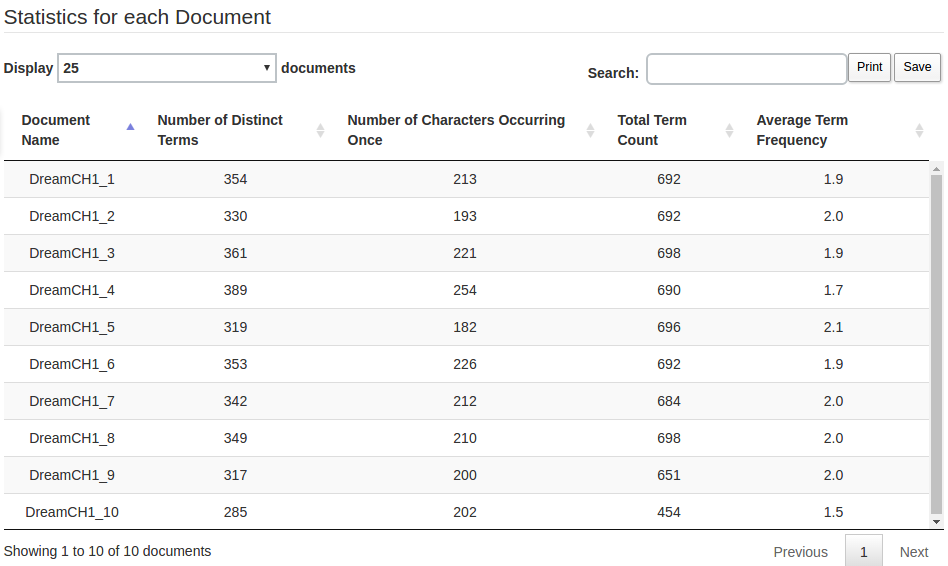 Statistics for each Document
Display 25 documents Search: Print Save
Document Name Number of Distinct Terms Number of Characters Occurring Once Total Term Count Average Term Frequency
DreamCH1_1 354 213 692 1.9
DreamCH1_2 330 193 692 2.0
DreamCH1_3 361 221 698 1.9
DreamCH1_4 389 254 690 1.7
DreamCH1_5 319 182 696 2.1
DreamCH1_6 353 226 692 1.9
DreamCH1_7 342 212 684 2.0
DreamCH1_8 349 210 698 2.0
DreamCH1_9 317 200 651 2.0
DreamCH1_10 285 202 454 1.5
Showing 1 to 10 of 10 documents Previous 1 Next